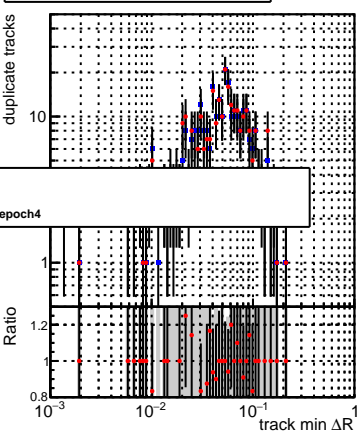 duplicate tracks
10
epoch4
1
Ratio
1.2
1
0.8
10−3 10−2 10−1 1
track min ΔR